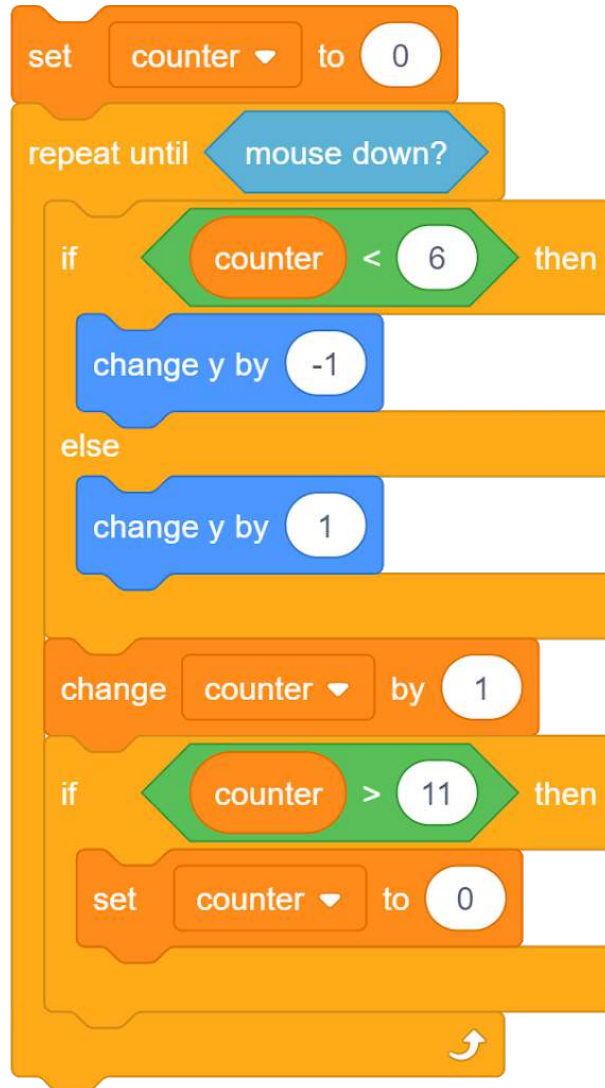 set counter to 0
repeat until mouse down?
if counter < 6 then
change y by -1
else
change y by 1
change counter by 1
if counter > 11 then
set counter to 0